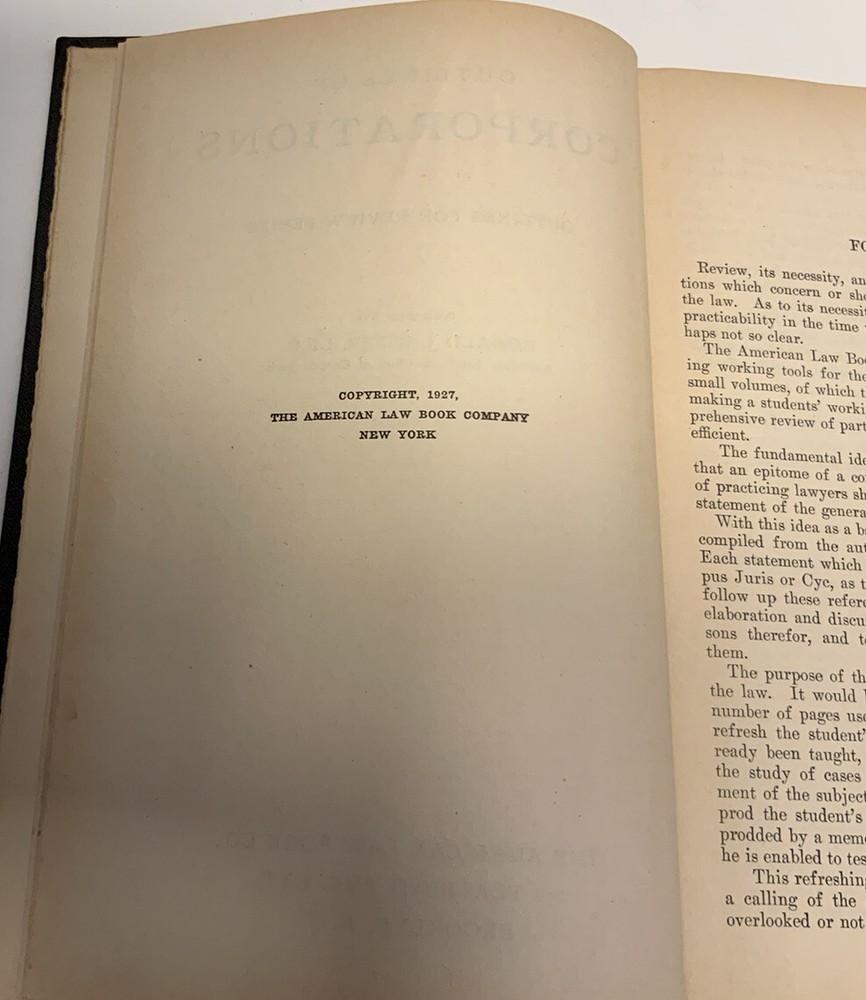 COPYRIGHT, 1927,
THE AMERICAN LAW BOOK COMPANY
NEW YORK
Review, its necessity, an
tions which concern or sho
the law. As to its necessit
practicability in the time
haps not so clear.
The American Law Boo
ing working tools for the
small volumes, of which t
making a students' worki
prehensive review of part
efficient.
The fundamental ide
that an epitome of a co
of practicing lawyers sh
statement of the genera
With this idea as a b
compiled from the aut
Each statement which
pus Juris or Cyc, as t
follow up these refere
elaboration and discu
sons therefor, and t
them.
The purpose of th
the law. It would
number of pages use
refresh the student'
ready been taught,
the study of cases
ment of the subject
prod the student's
prodded by a memo
he is enabled to tes
This refreshing
a calling of the
overlooked or not